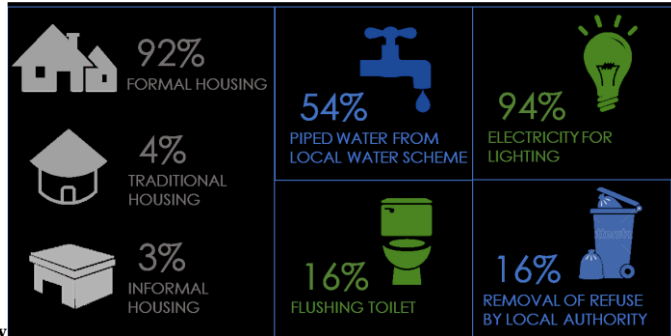 92%
FORMAL HOUSING
4%
TRADITIONAL
HOUSING
3%
INFORMAL
HOUSING
54%
PIPED WATER FROM
LOCAL WATER SCHEME
94%
ELECTRICITY FOR
LIGHTING
16%
FLUSHING TOILET
16%
REMOVAL OF REFUSE
BY LOCAL AUTHORITY